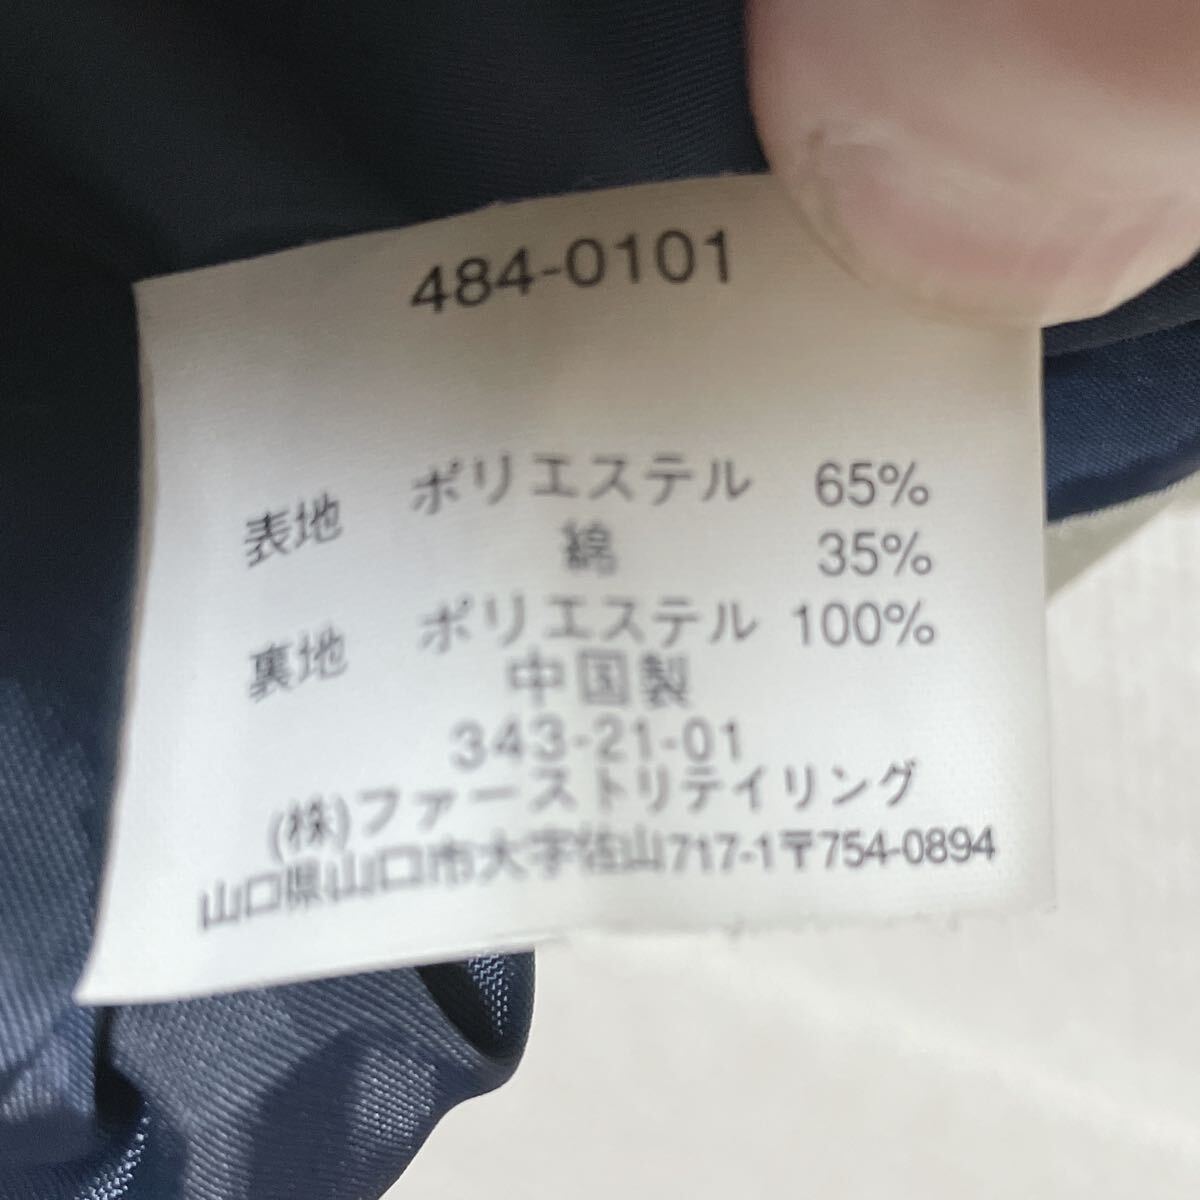 484-0101
表地 ポリエステル 65%
綿 35%
裏地 ポリエステル 100%
中国製
343-21-01
(株)ファーストリテイリング
山口県山口市大字佐山717-1〒754-0894